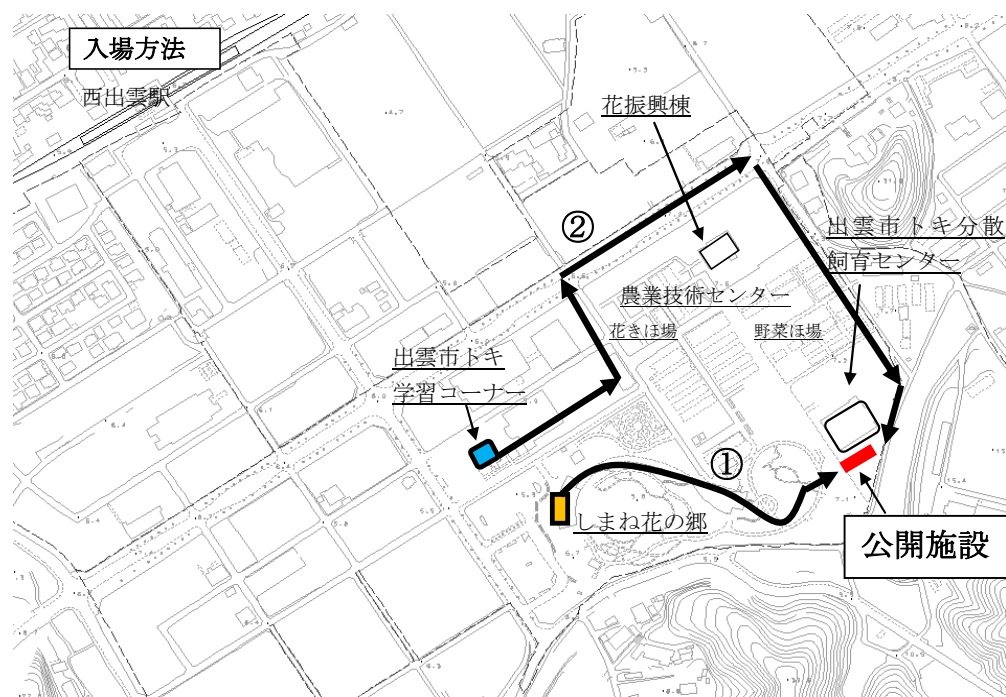 入場方法
西出雲駅
花振興棟
②
出雲市トキ分散
飼育センター
農業技術センター
花きほ場
野菜ほ場
出雲市トキ
学習コーナー
①
しまね花の郷
公開施設